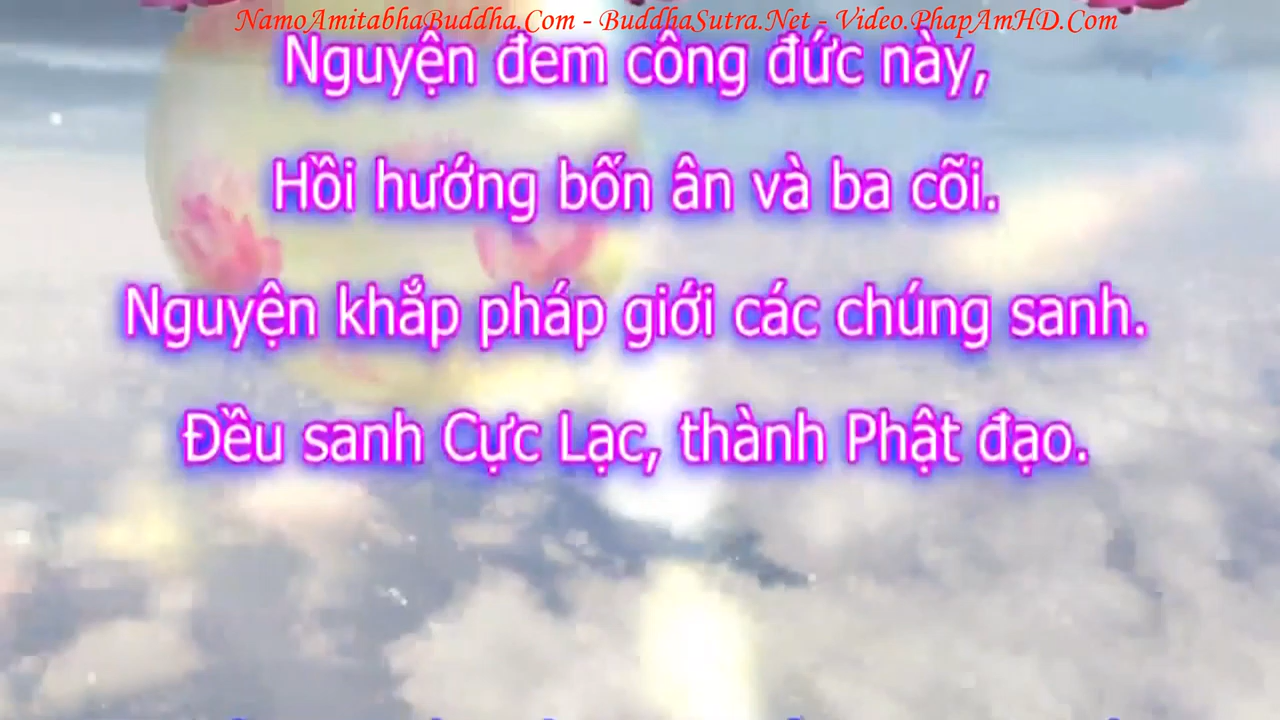 NamoAmitabhaBuddha.Com - BuddhaSutra.Net - Video.PhapAmHD.Com
Nguyện đem công đức này,
Hồi hướng bốn ân và ba cõi.
Nguyện khắp pháp giới các chúng sanh.
Đều sanh Cực Lạc, thành Phật đạo.